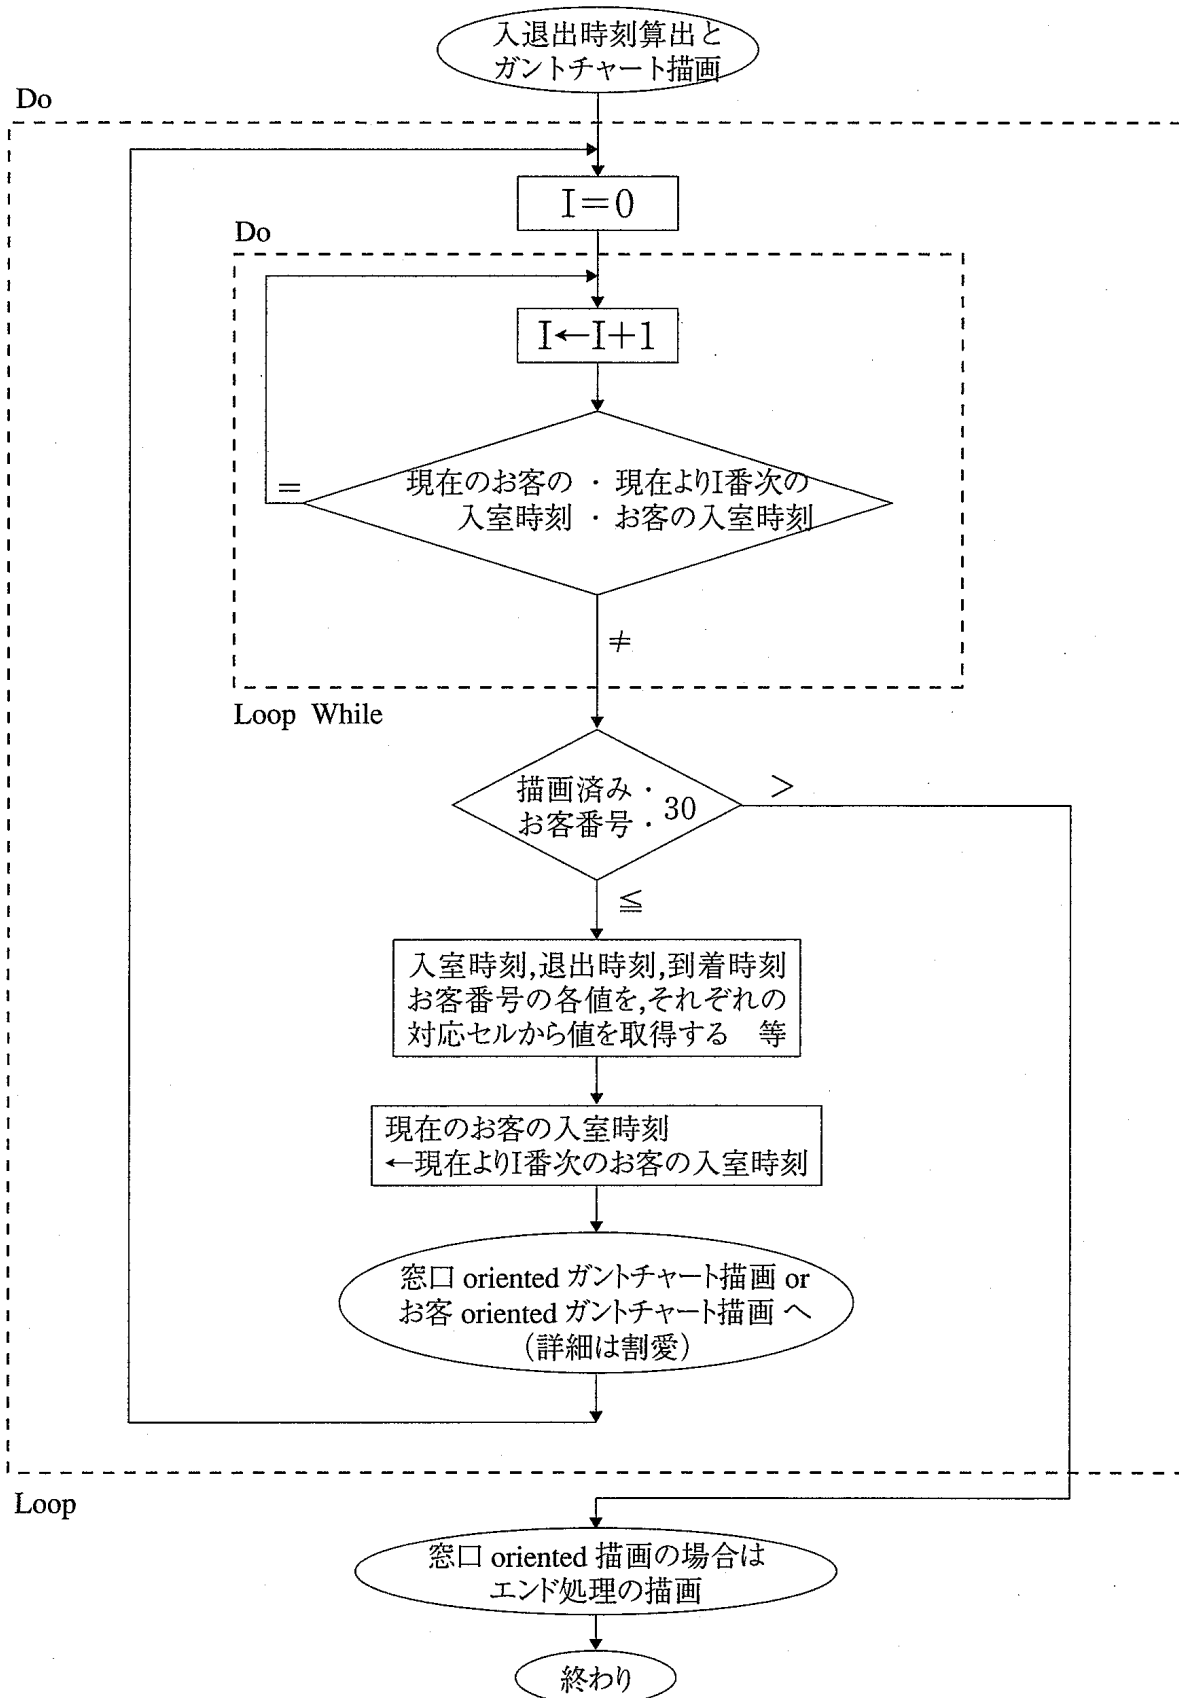 入退出時刻算出と
ガントチャート描画
Do
I=0
Do
I←I+1
現在のお客の ・ 現在よりI番次の
入室時刻 ・ お客の入室時刻
=
≠
Loop While
描画済み・
お客番号・30
>
≦
入室時刻,退出時刻,到着時刻
お客番号の各値を,それぞれの
対応セルから値を取得する 等
現在のお客の入室時刻
←現在よりI番次のお客の入室時刻
窓口 oriented ガントチャート描画 or
お客 oriented ガントチャート描画 へ
(詳細は割愛)
Loop
窓口 oriented 描画の場合は
エンド処理の描画
終わり